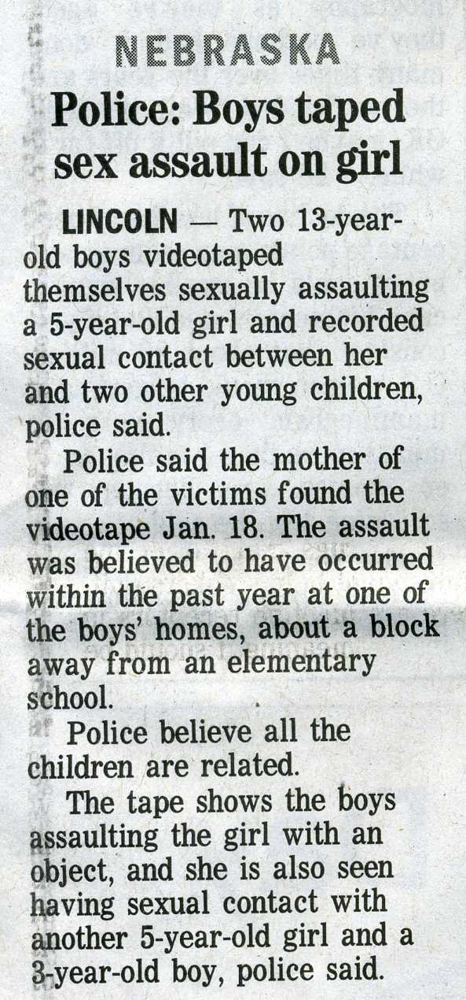 NEBRASKA
Police: Boys taped
sex assault on girl
LINCOLN — Two 13-year-
old boys videotaped
themselves sexually assaulting
a 5-year-old girl and recorded
sexual contact between her
and two other young children,
police said.
Police said the mother of
one of the victims found the
videotape Jan. 18. The assault
was believed to have occurred
within the past year at one of
the boys' homes, about a block
away from an elementary
school.
Police believe all the
children are related.
The tape shows the boys
assaulting the girl with an
object, and she is also seen
having sexual contact with
another 5-year-old girl and a
3-year-old boy, police said.